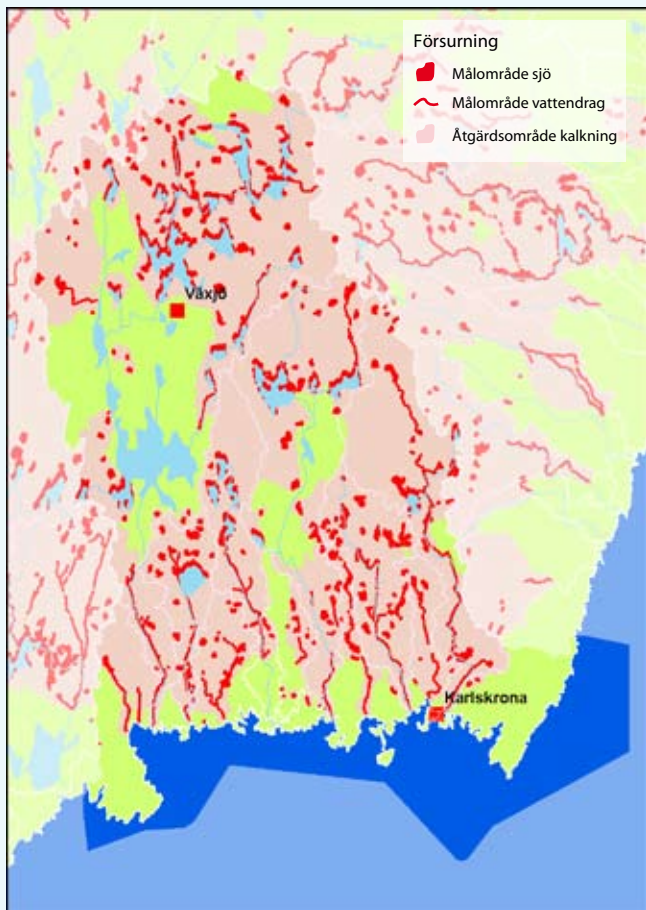 Försurning
Målområde sjö
Målområde vattendrag
Åtgärdsområde kalkning
Växjö
Karlskrona